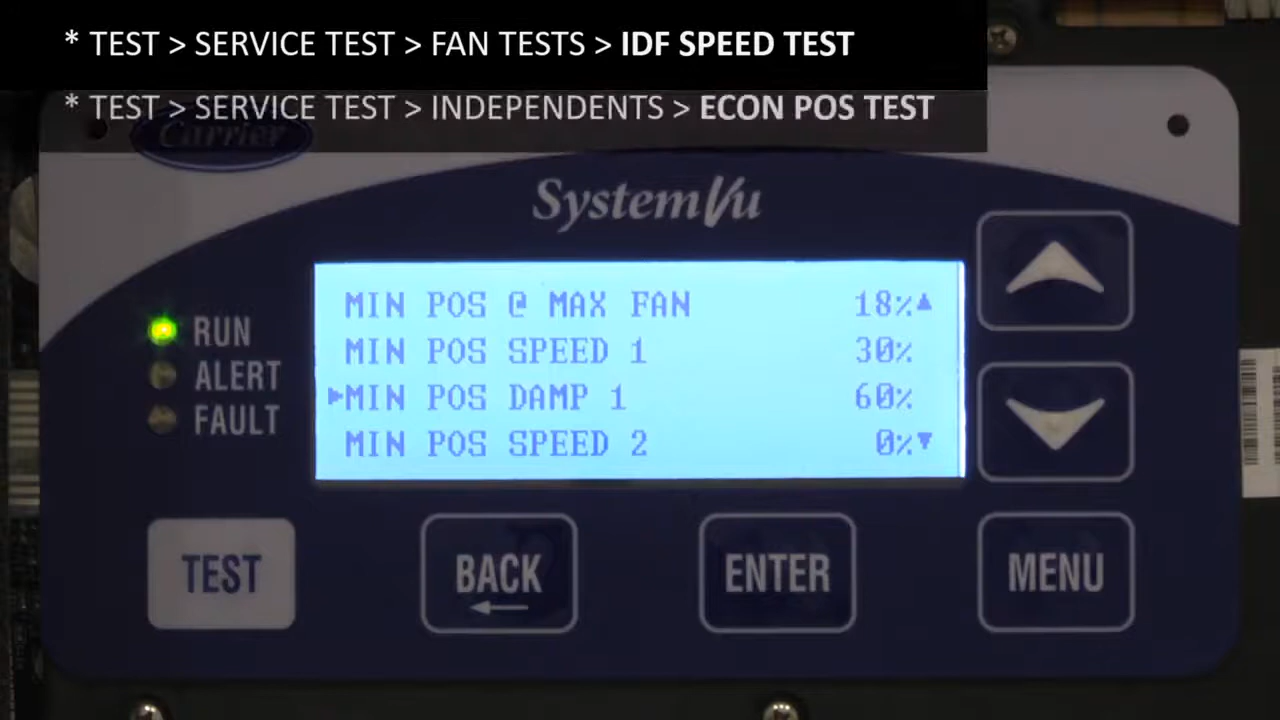 * TEST > SERVICE TEST > FAN TESTS > IDF SPEED TEST
* TEST > SERVICE TEST > INDEPENDENTS > ECON POS TEST
Carrier
SystemVu
MIN POS @ MAX FAN 18%▲
MIN POS SPEED 1 30%
►MIN POS DAMP 1 60%
MIN POS SPEED 2 0%▼
RUN
ALERT
FAULT
TEST
BACK
ENTER
MENU